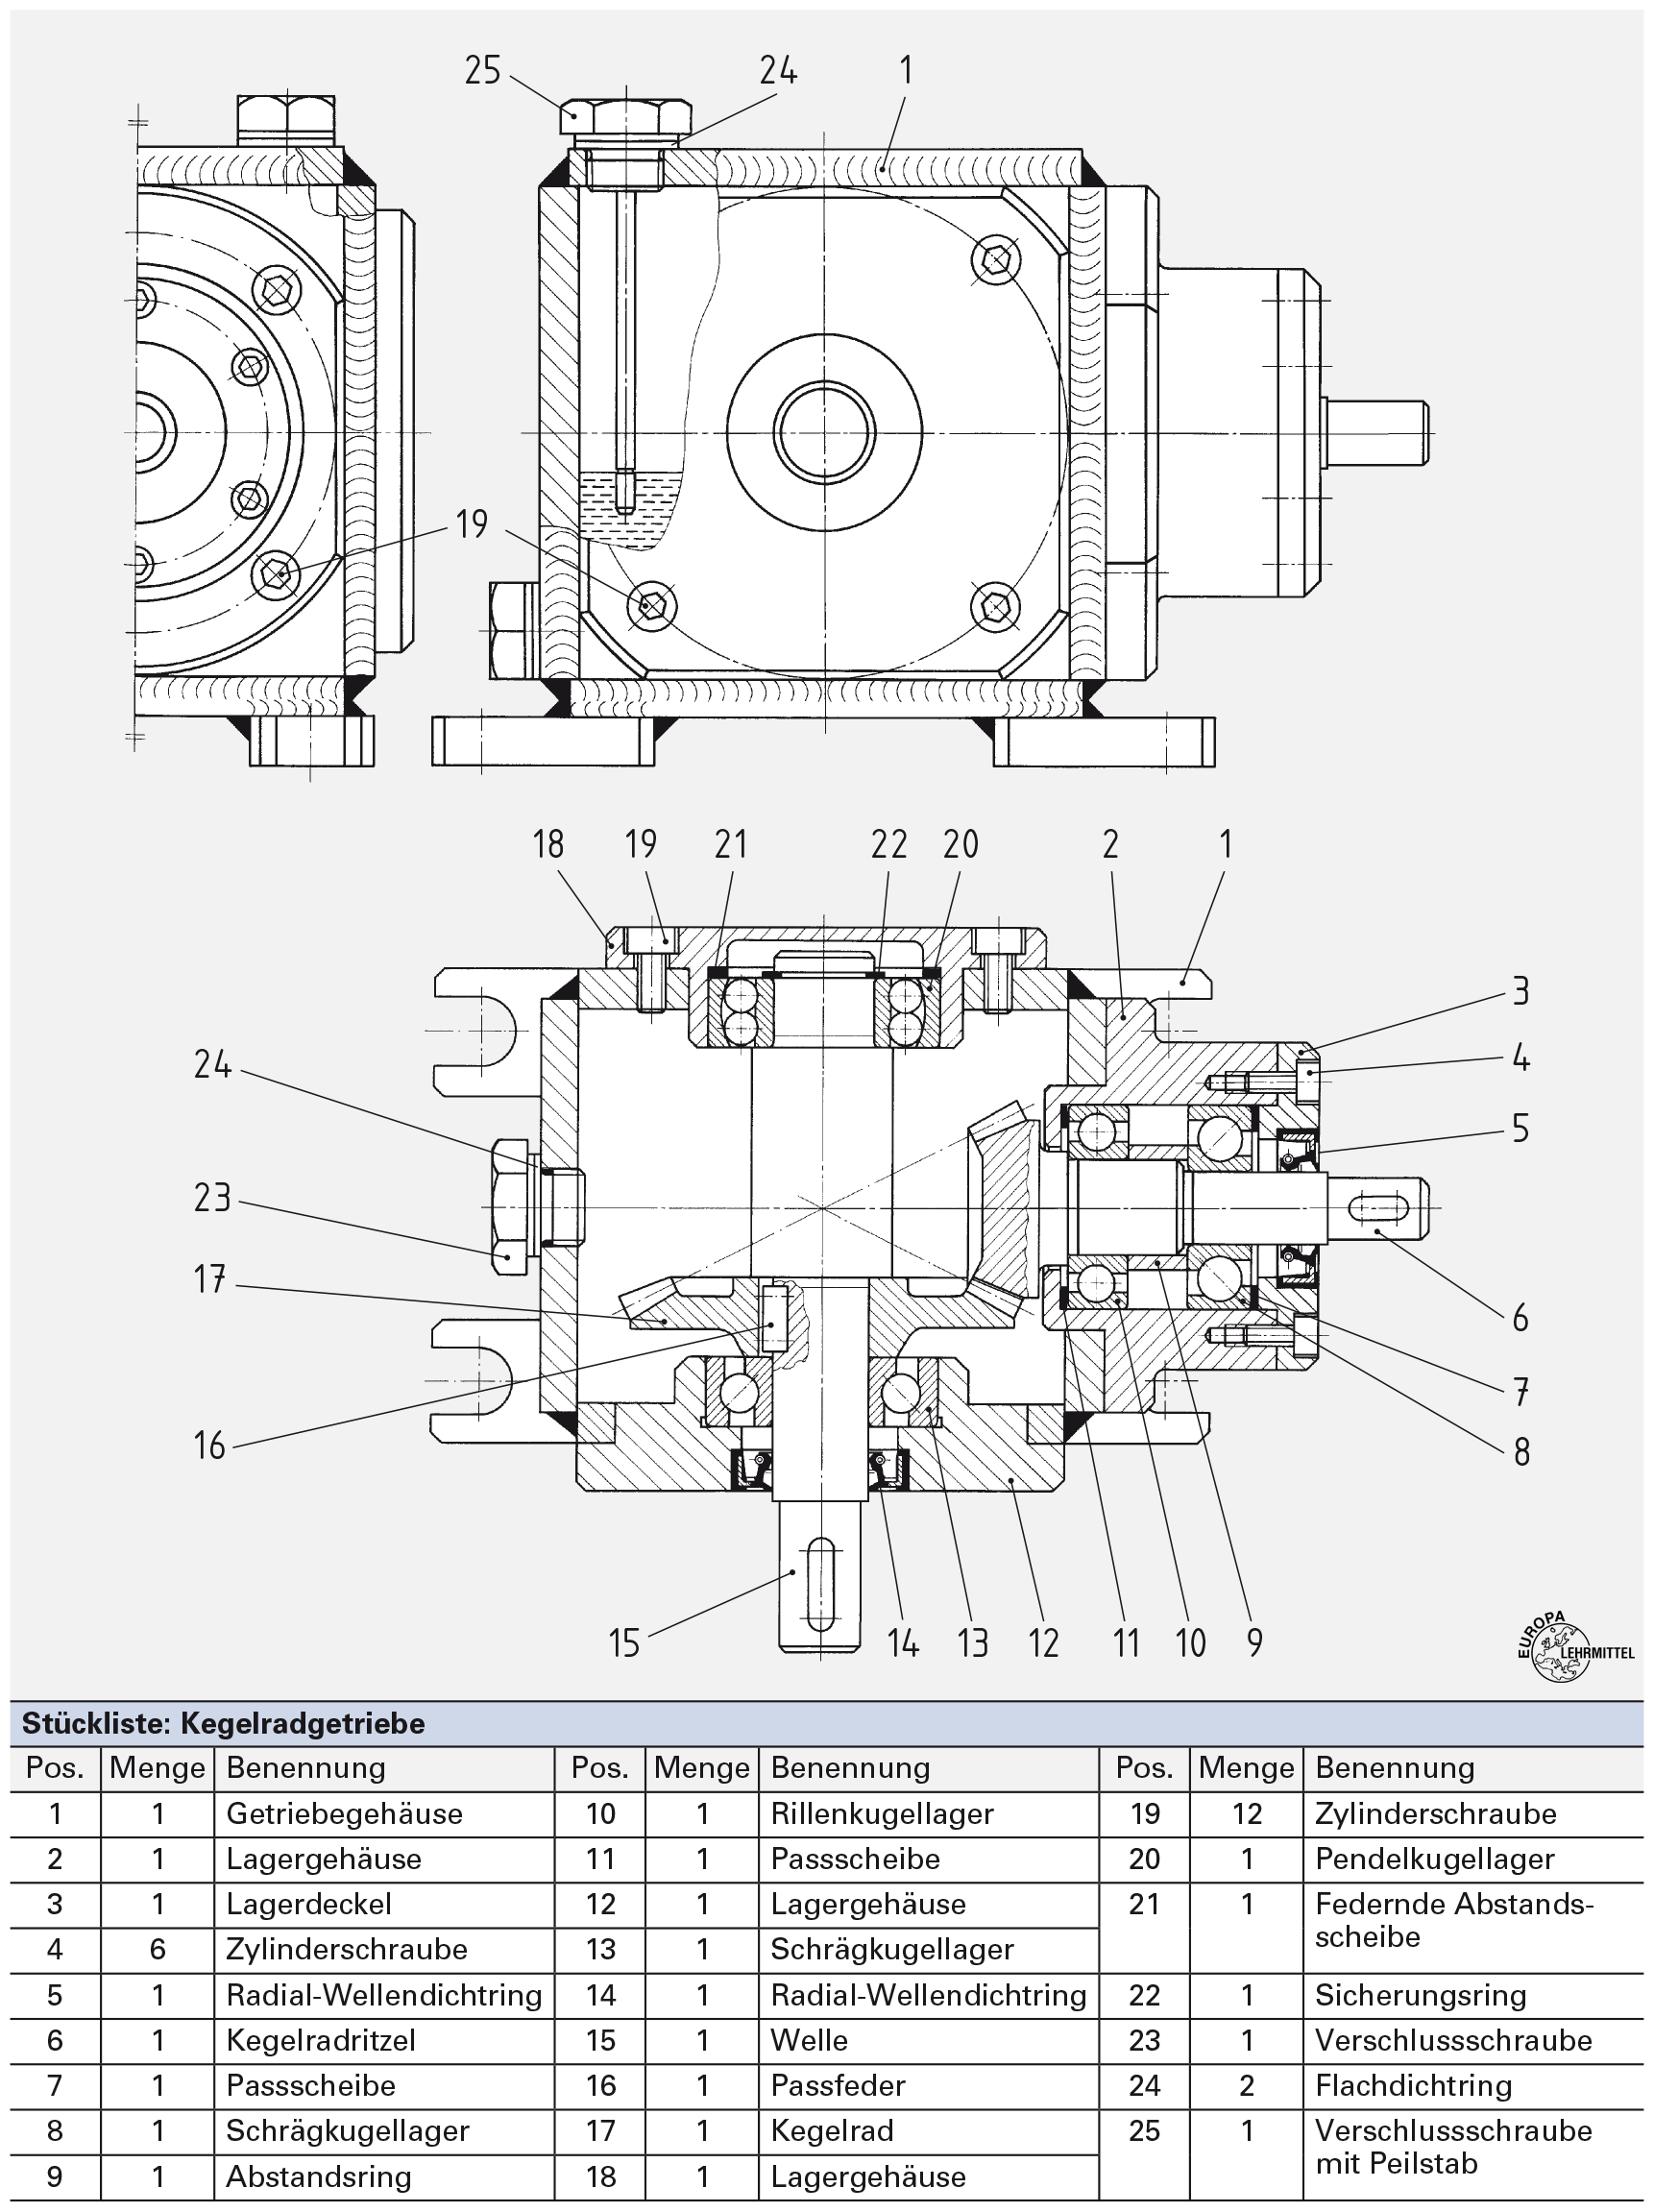 25 24 1
19
18 19 21 22 20 2 1
3
24 4
5
23
17
6
7
16 8
15 14 13 12 11 10 9
EUROPA
LEHRMITTEL
Stückliste: Kegelradgetriebe
Pos. Menge Benennung Pos. Menge Benennung Pos. Menge Benennung
1 1 Getriebegehäuse 10 1 Rillenkugellager 19 12 Zylinderschraube
2 1 Lagergehäuse 11 1 Passscheibe 20 1 Pendelkugellager
3 1 Lagerdeckel 12 1 Lagergehäuse 21 1 Federnde Abstands-
scheibe
4 6 Zylinderschraube 13 1 Schrägkugellager
5 1 Radial-Wellendichtring 14 1 Radial-Wellendichtring 22 1 Sicherungsring
6 1 Kegelradritzel 15 1 Welle 23 1 Verschlussschraube
7 1 Passscheibe 16 1 Passfeder 24 2 Flachdichtring
8 1 Schrägkugellager 17 1 Kegelrad 25 1 Verschlussschraube
mit Peilstab
9 1 Abstandsring 18 1 Lagergehäuse